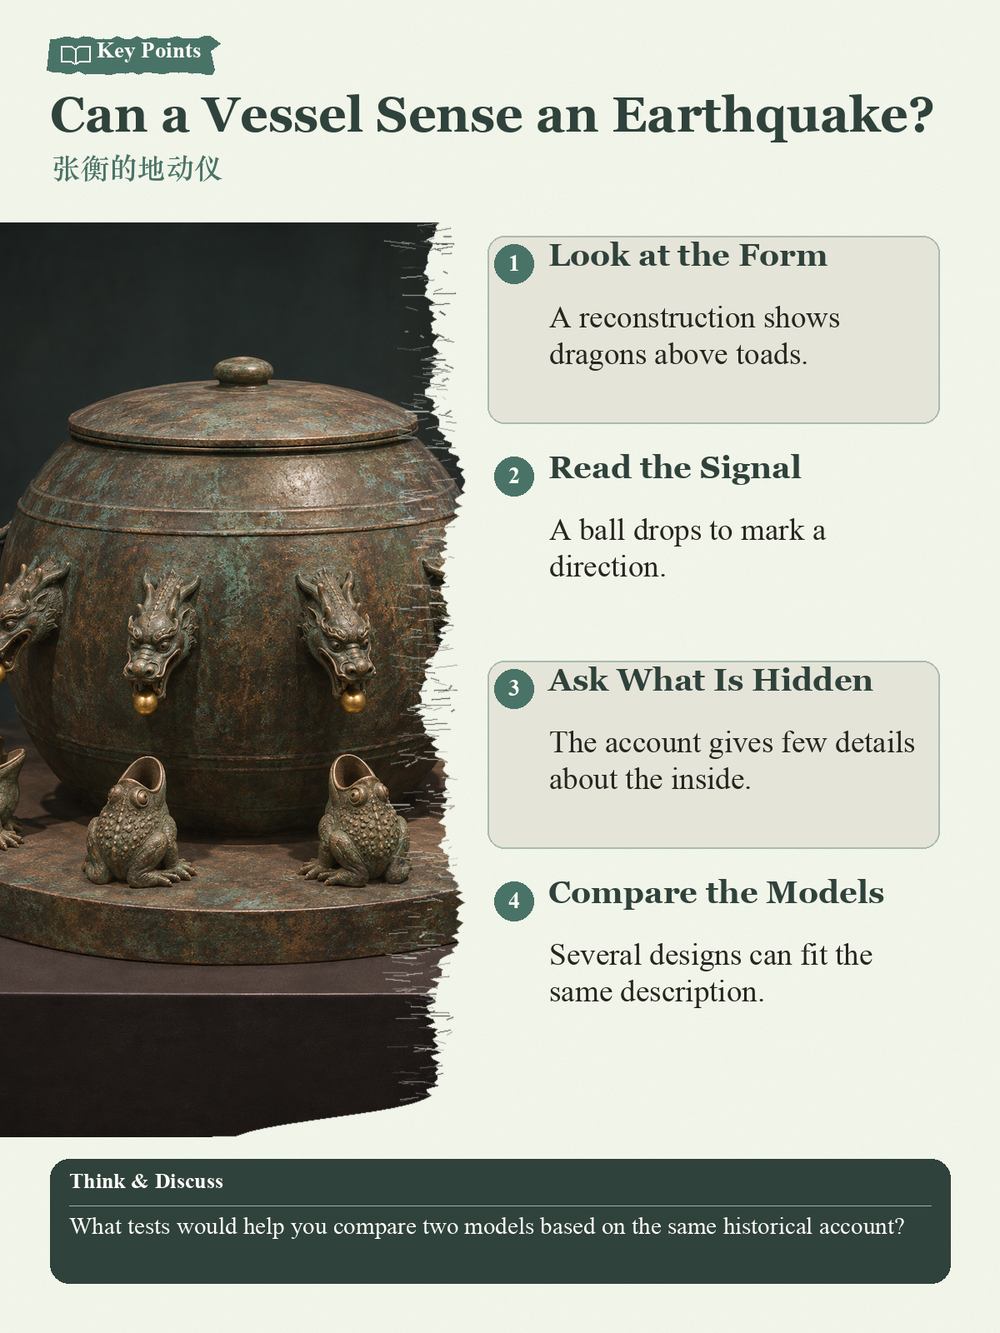 Key Points
Can a Vessel Sense an Earthquake?
张衡的地动仪
1 Look at the Form
A reconstruction shows
dragons above toads.
2 Read the Signal
A ball drops to mark a
direction.
3 Ask What Is Hidden
The account gives few details
about the inside.
4 Compare the Models
Several designs can fit the
same description.
Think & Discuss
What tests would help you compare two models based on the same historical account?